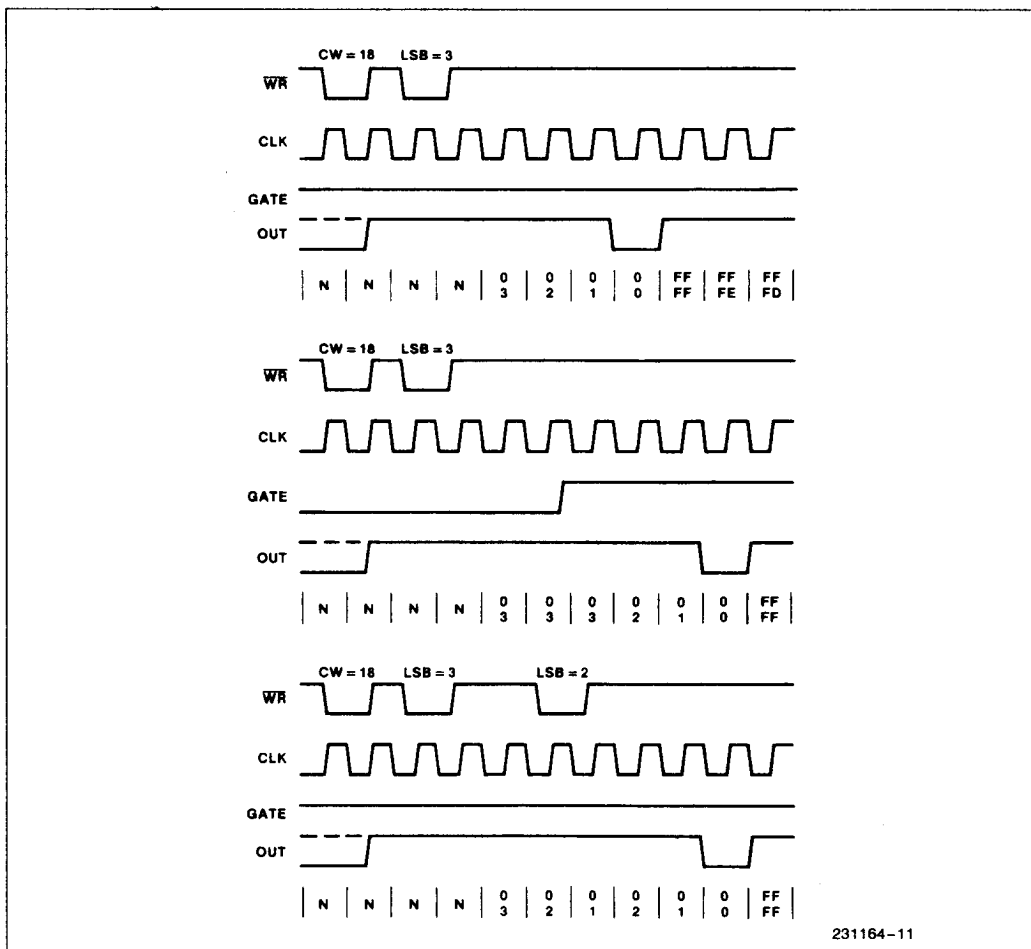 CW = 18 LSB = 3
WR
CLK
GATE
OUT
N N N N 0 0 0 0 FF FF FF
3 2 1 0 FF FE FD
CW = 18 LSB = 3
WR
CLK
GATE
OUT
N N N N 0 0 0 0 0 0 FF
3 3 3 2 1 0 FF
CW = 18 LSB = 3 LSB = 2
WR
CLK
GATE
OUT
N N N N 0 0 0 0 0 0 FF
3 2 1 2 1 0 FF
231164-11